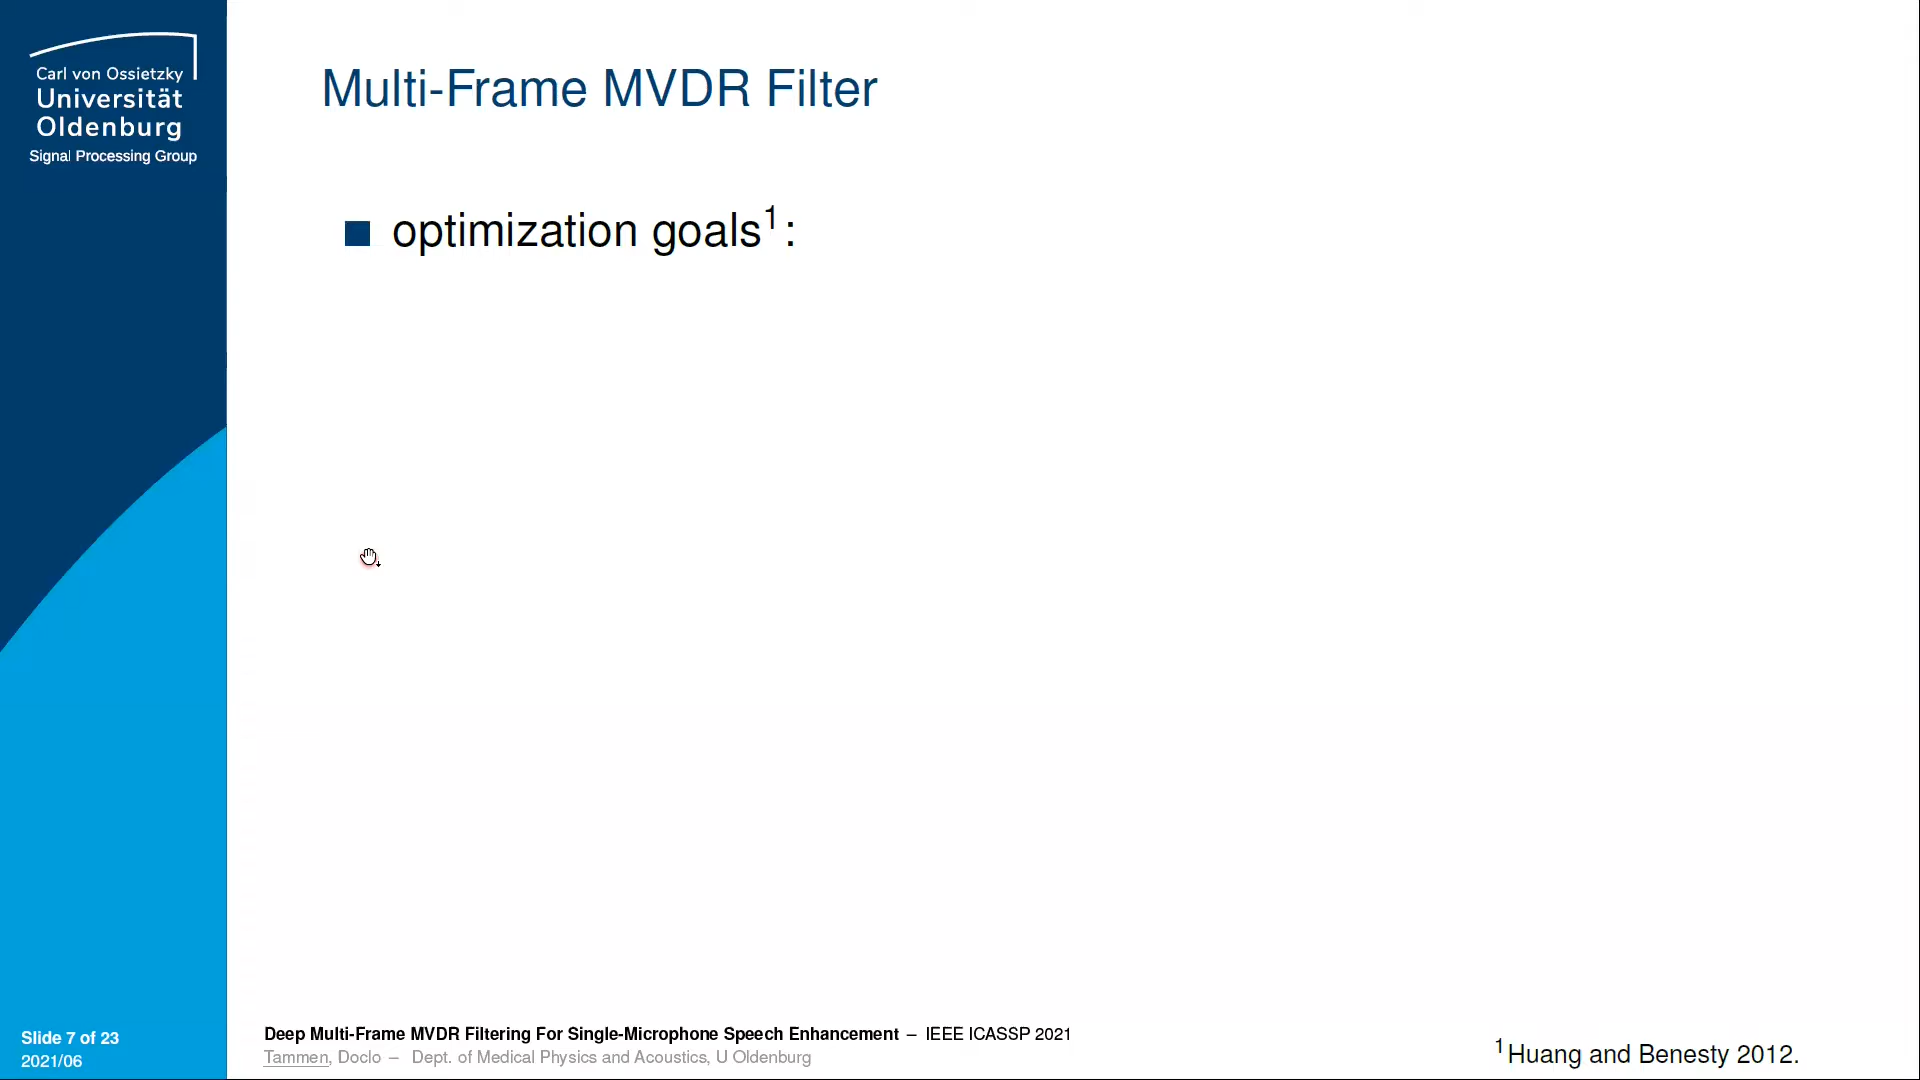 Carl von Ossietzky
Universität
Oldenburg
Signal Processing Group
Multi-Frame MVDR Filter
optimization goals¹:
Slide 7 of 23
2021/06
Deep Multi-Frame MVDR Filtering For Single-Microphone Speech Enhancement – IEEE ICASSP 2021
Tammen, Doclo – Dept. of Medical Physics and Acoustics, U Oldenburg
¹Huang and Benesty 2012.